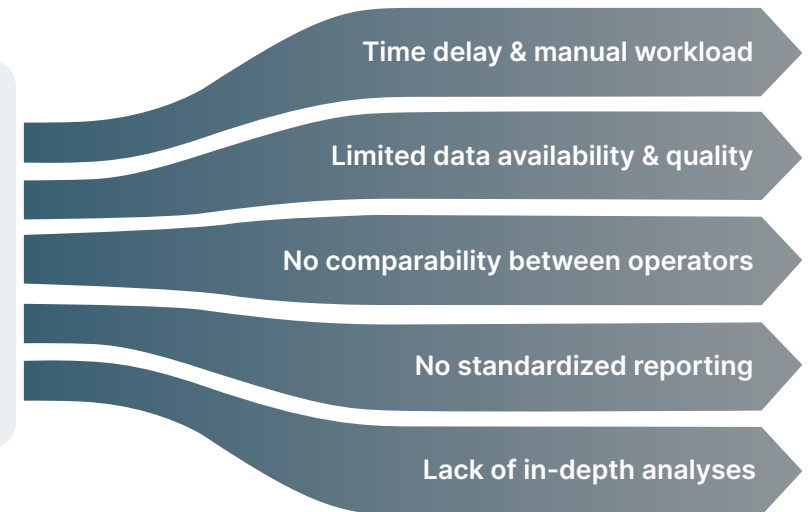 Time delay & manual workload
Limited data availability & quality
No comparability between operators
No standardized reporting
Lack of in-depth analyses